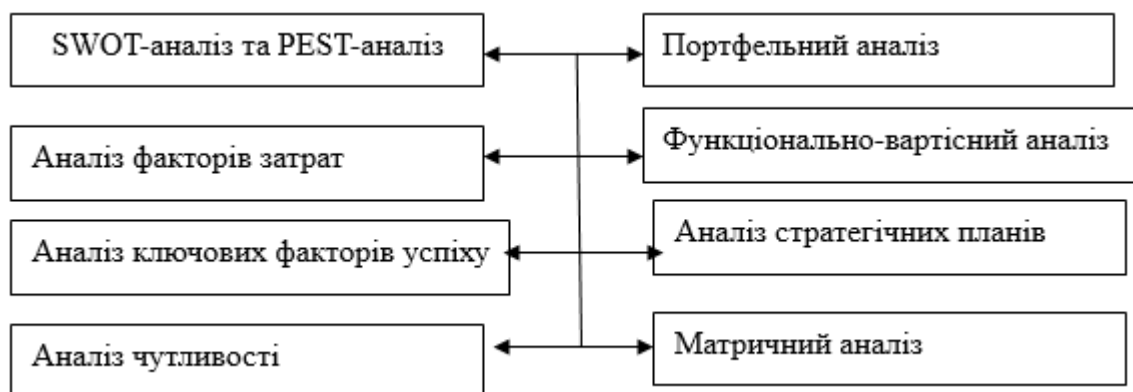 SWOT-аналіз та PEST-аналіз
Портфельний аналіз
Аналіз факторів затрат
Функціонально-вартісний аналіз
Аналіз ключових факторів успіху
Аналіз стратегічних планів
Аналіз чутливості
Матричний аналіз